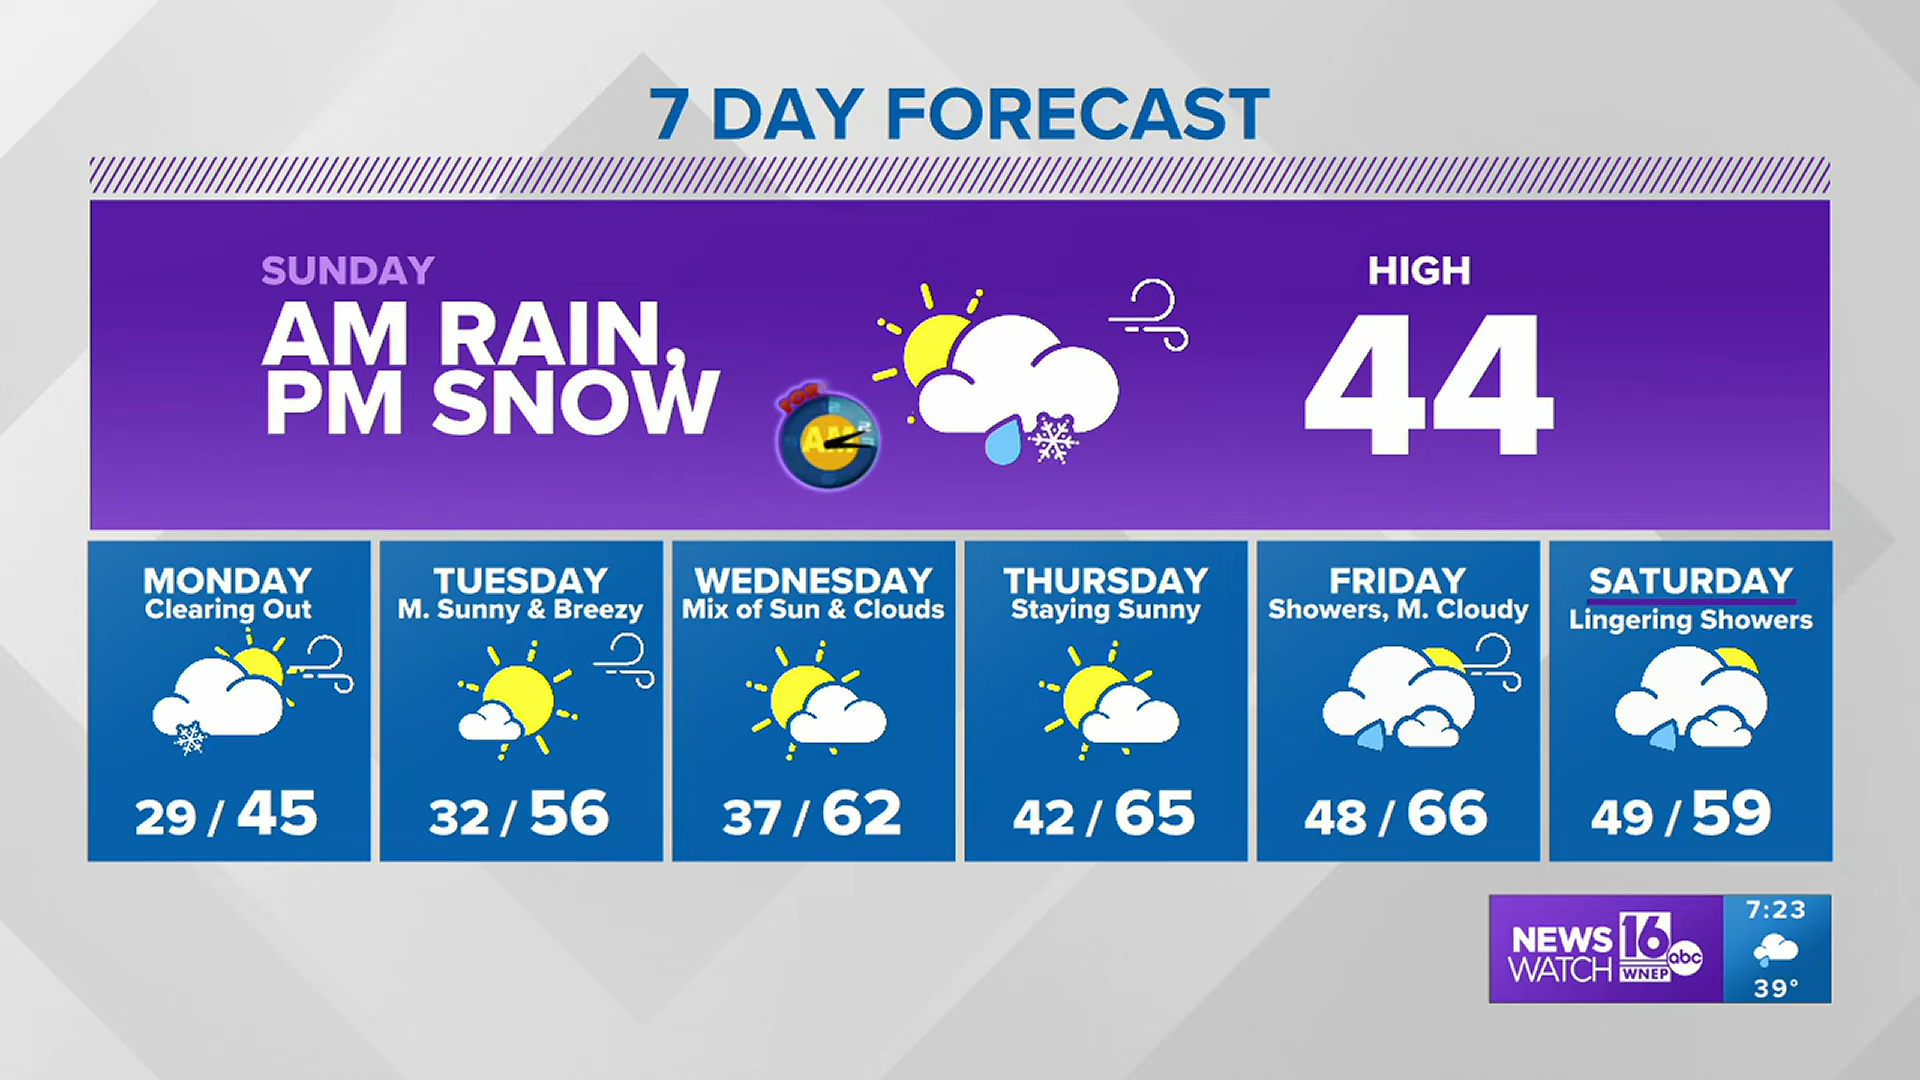 7 DAY FORECAST
SUNDAY
AM RAIN,
PM SNOW
FOR
AM
HIGH
44
MONDAY
Clearing Out
29 / 45
TUESDAY
M. Sunny & Breezy
32 / 56
WEDNESDAY
Mix of Sun & Clouds
37 / 62
THURSDAY
Staying Sunny
42 / 65
FRIDAY
Showers, M. Cloudy
48 / 66
SATURDAY
Lingering Showers
49 / 59
NEWS
WATCH
16
WNEP
abc
7:23
39°